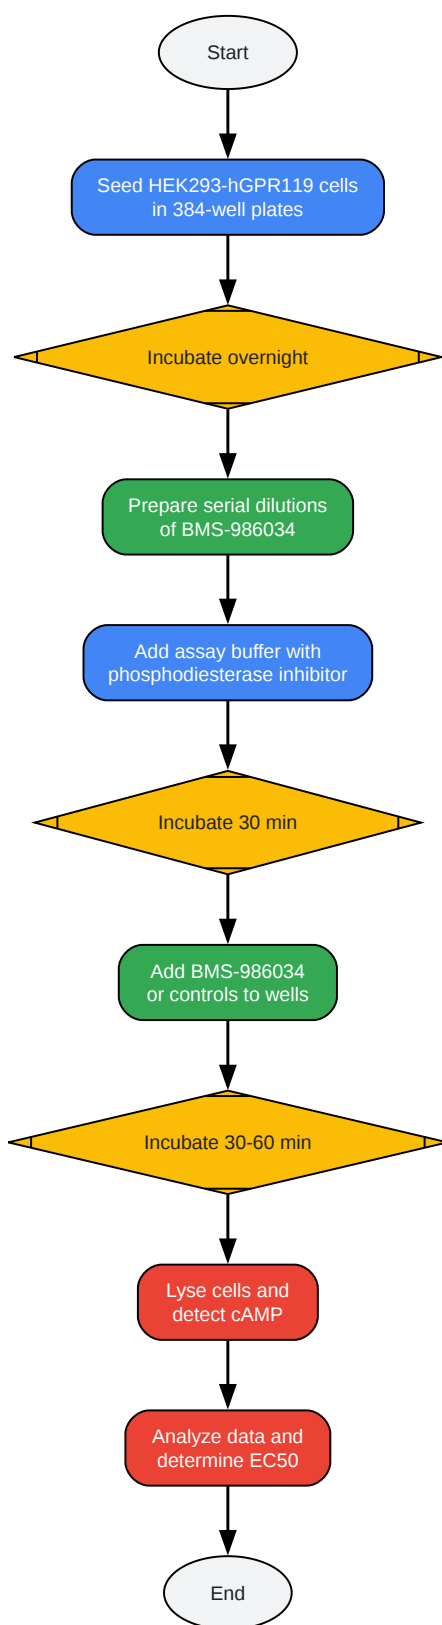 Start
Seed HEK293-hGPR119 cells
in 384-well plates
Incubate overnight
Prepare serial dilutions
of BMS-986034
Add assay buffer with
phosphodiesterase inhibitor
Incubate 30 min
Add BMS-986034
or controls to wells
Incubate 30-60 min
Lyse cells and
detect cAMP
Analyze data and
determine EC50
End